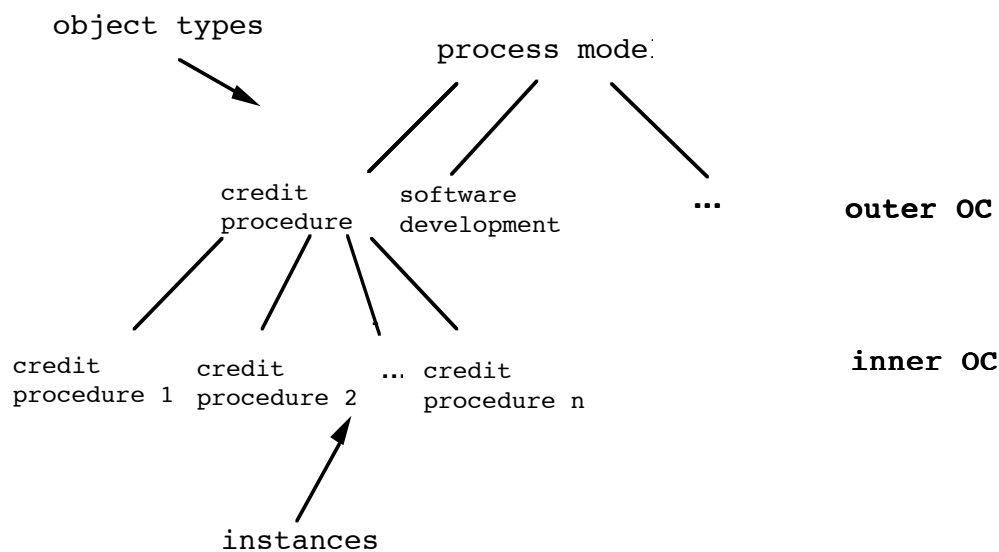 object types
process model
credit
procedure
software
development
...
outer OC
credit
procedure 1
credit
procedure 2
...
credit
procedure n
inner OC
instances